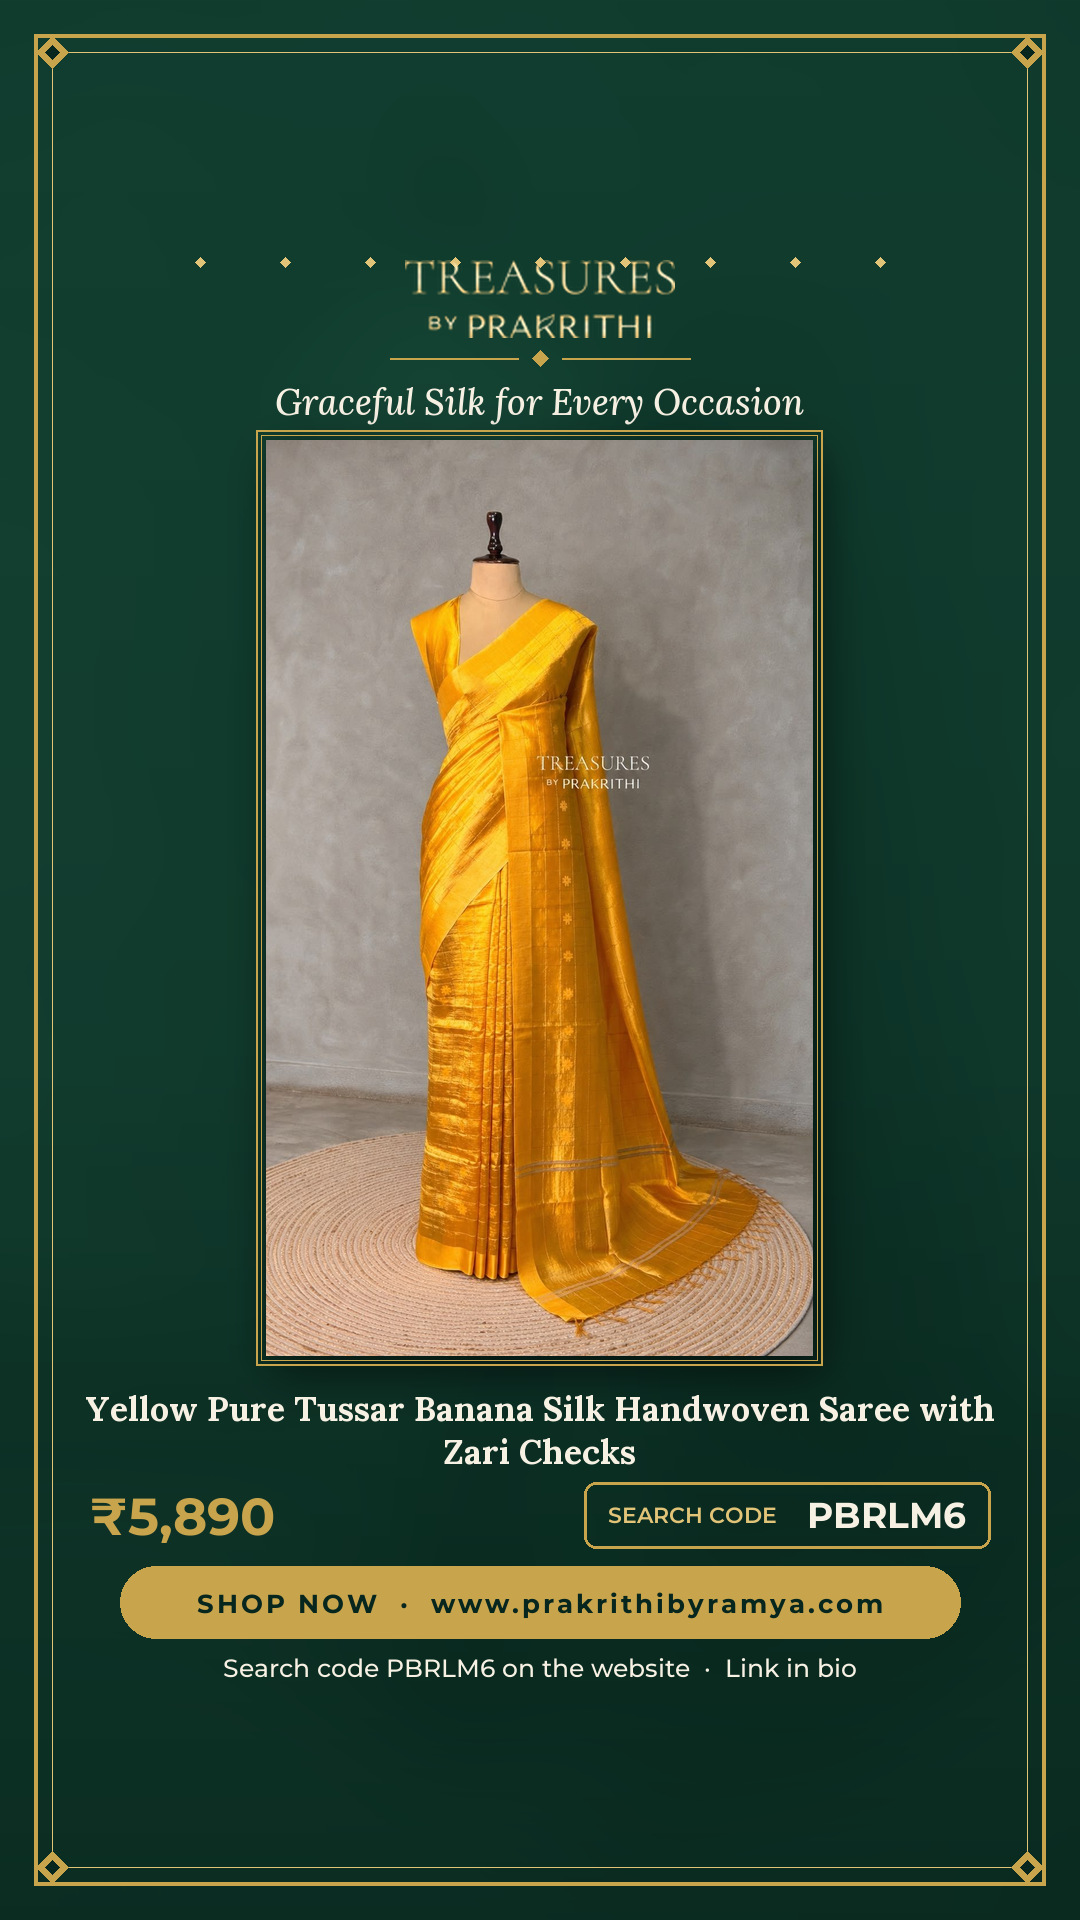 TREASURES
BY PRAKRITHI
Graceful Silk for Every Occasion
TREASURES
BY PRAKRITHI
Yellow Pure Tussar Banana Silk Handwoven Saree with
Zari Checks
₹5,890
SEARCH CODE PBRLM6
SHOP NOW · www.prakrithibyramya.com
Search code PBRLM6 on the website · Link in bio